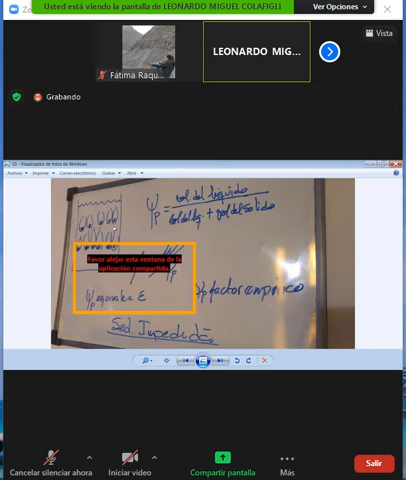 Usted está viendo la pantalla de LEONARDO MIGUEL COLAFIGLI
Ver Opciones
Vista
Fátima Raqu...
LEONARDO MIG...
Grabando
15 - Visualizador de fotos de Windows
Archivo Imprimir Correo electrónico Grabar Abrir
ψp = vol del líquido
vol del líq + vol del sólido
Favor alejar esta ventana de la
aplicación compartida.
ψp
ψp equivale a ε
ψp factor empírico
Sed. Impedida
Cancelar silenciar ahora
Iniciar video
Compartir pantalla
Más
Salir